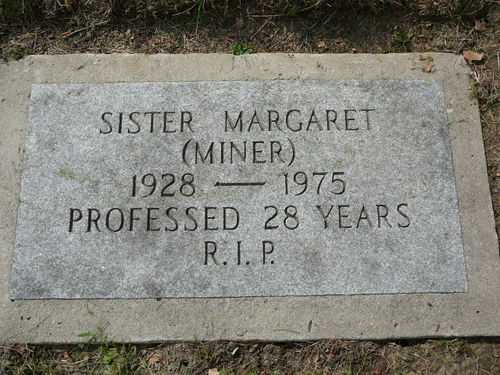 SISTER MARGARET
(MINER)
1928 — 1975
PROFESSED 28 YEARS
R.I.P.